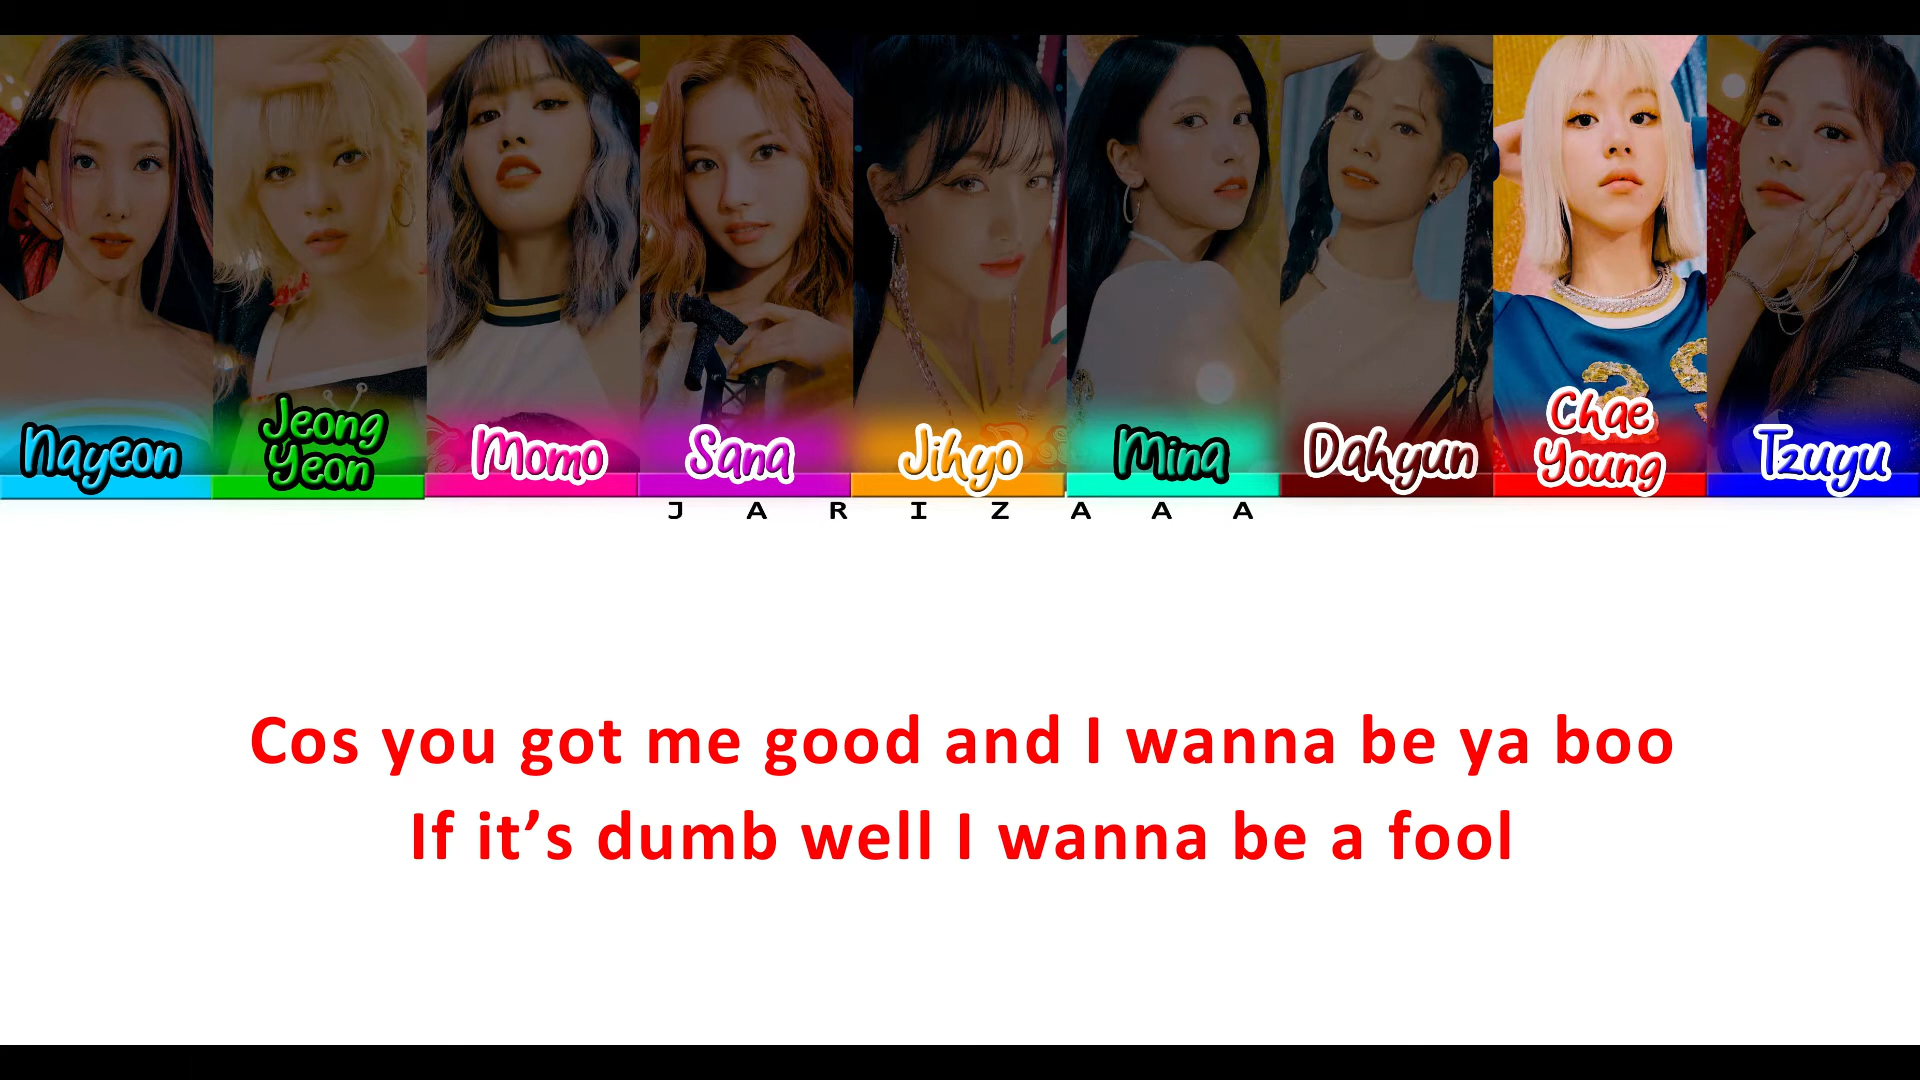 Nayeon
Jeong
Yeon
Momo
Sana
Jihyo
Mina
Dahyun
Chae
Young
Tzuyu
J A R I Z A A A
Cos you got me good and I wanna be ya boo
If it’s dumb well I wanna be a fool